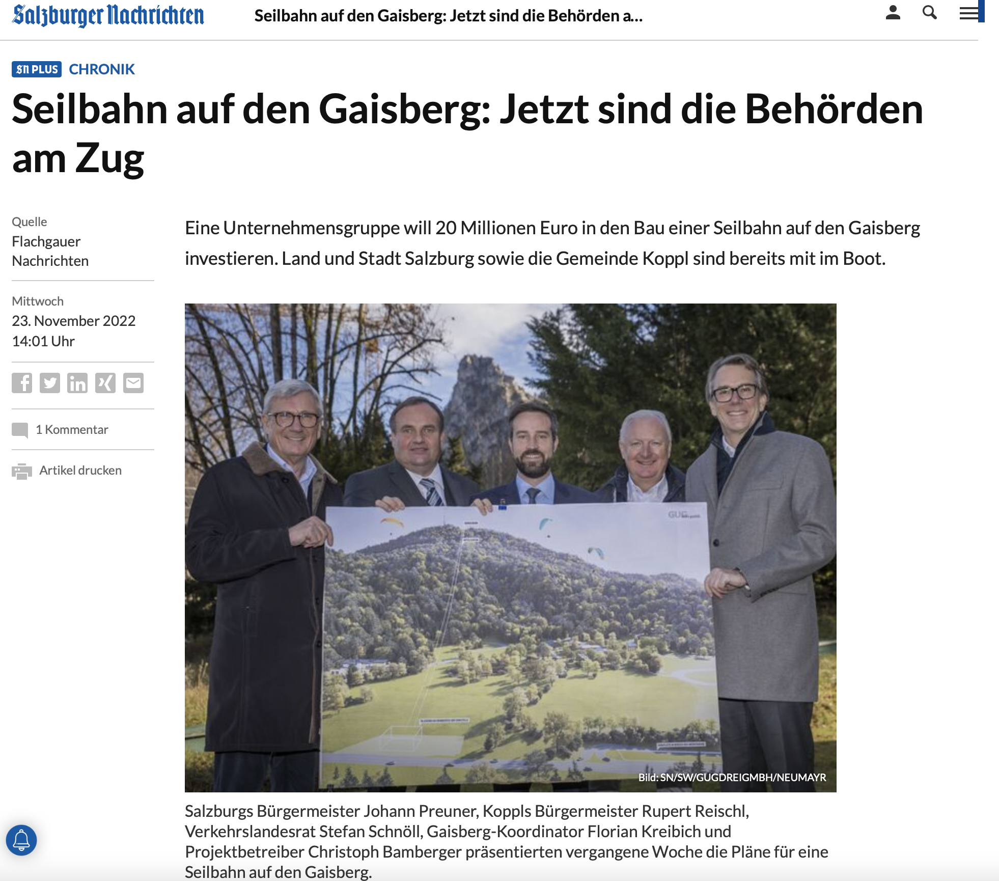 Salzburger Nachrichten
Seilbahn auf den Gaisberg: Jetzt sind die Behörden a...
SN PLUS CHRONIK
Seilbahn auf den Gaisberg: Jetzt sind die Behörden
am Zug
Quelle
Flachgauer
Nachrichten
Mittwoch
23. November 2022
14:01 Uhr
1 Kommentar
Artikel drucken
Eine Unternehmensgruppe will 20 Millionen Euro in den Bau einer Seilbahn auf den Gaisberg
investieren. Land und Stadt Salzburg sowie die Gemeinde Koppl sind bereits mit im Boot.
GUG
Bild: SN/SW/GUGDREIGMBH/NEUMAYR
Salzburgs Bürgermeister Johann Preuner, Koppls Bürgermeister Rupert Reischl,
Verkehrslandesrat Stefan Schnöll, Gaisberg-Koordinator Florian Kreibich und
Projektbetreiber Christoph Bamberger präsentierten vergangene Woche die Pläne für eine
Seilbahn auf den Gaisberg.